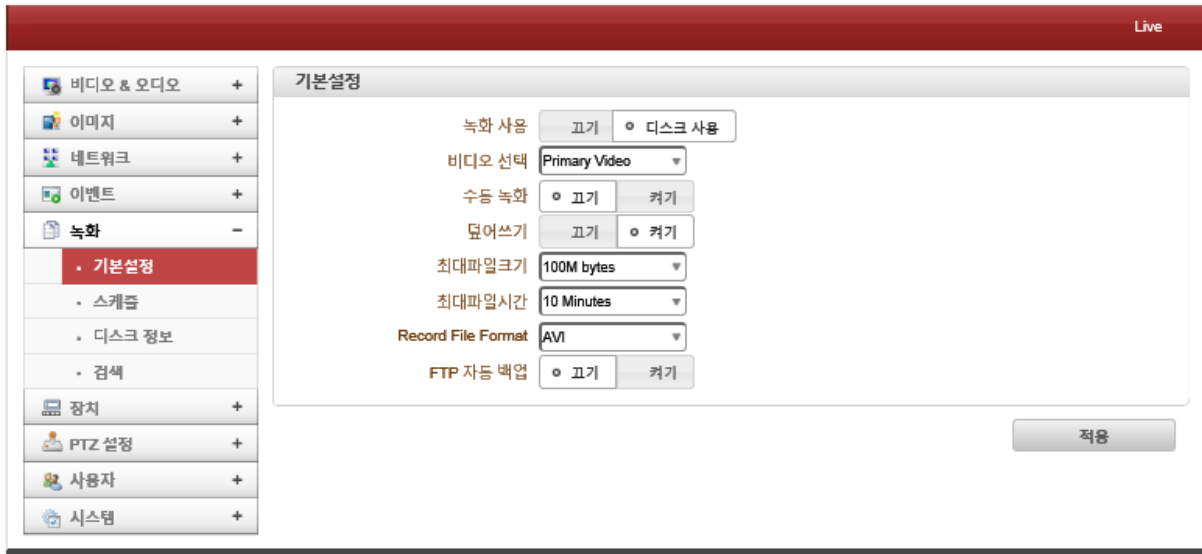 Live
비디오 & 오디오 +
이미지 +
네트워크 +
이벤트 +
녹화 −
기본설정
스케쥴
디스크 정보
검색
장치 +
PTZ 설정 +
사용자 +
시스템 +
기본설정
녹화 사용 끄기 디스크 사용
비디오 선택 Primary Video
수동 녹화 끄기 켜기
덮어쓰기 끄기 켜기
최대파일크기 100M bytes
최대파일시간 10 Minutes
Record File Format AVI
FTP 자동 백업 끄기 켜기
적용